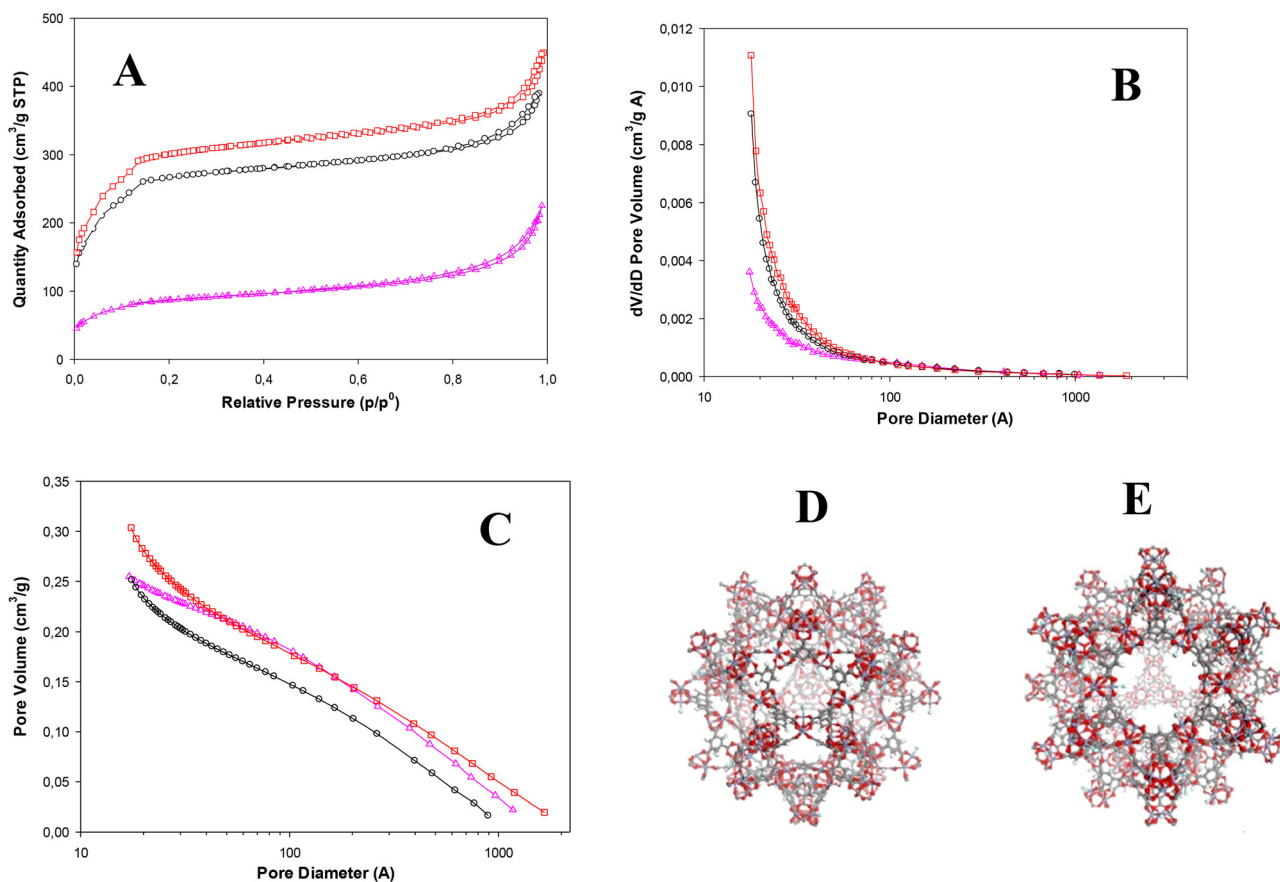 A
Quantity Adsorbed (cm³/g STP)
500
400
300
200
100
0
0,0 0,2 0,4 0,6 0,8 1,0
Relative Pressure (p/p⁰)
B
dV/dD Pore Volume (cm³/g A)
0,012
0,010
0,008
0,006
0,004
0,002
0,000
10 100 1000
Pore Diameter (A)
C
Pore Volume (cm³/g)
0,35
0,30
0,25
0,20
0,15
0,10
0,05
0,00
10 100 1000
Pore Diameter (A)
D
E